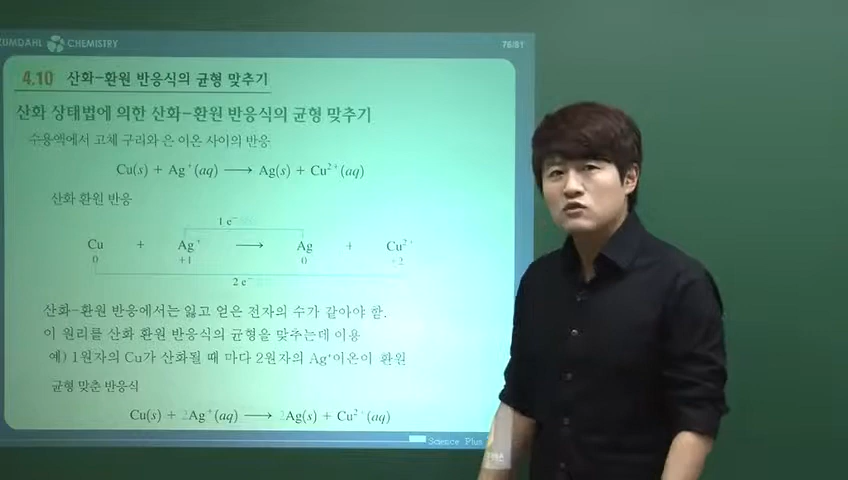 ZUMDAHL CHEMISTRY
76/81
4.10 산화-환원 반응식의 균형 맞추기
산화 상태법에 의한 산화-환원 반응식의 균형 맞추기
수용액에서 고체 구리와 은 이온 사이의 반응
Cu(s) + Ag⁺(aq) ⟶ Ag(s) + Cu²⁺(aq)
산화 환원 반응
1 e⁻
Cu + Ag⁺ ⟶ Ag + Cu²⁺
0 +1 0 +2
2 e⁻
산화-환원 반응에서는 잃고 얻은 전자의 수가 같아야 함.
이 원리를 산화 환원 반응식의 균형을 맞추는데 이용
예) 1원자의 Cu가 산화될 때 마다 2원자의 Ag⁺이온이 환원
균형 맞춘 반응식
Cu(s) + 2Ag⁺(aq) ⟶ 2Ag(s) + Cu²⁺(aq)
Science Plus